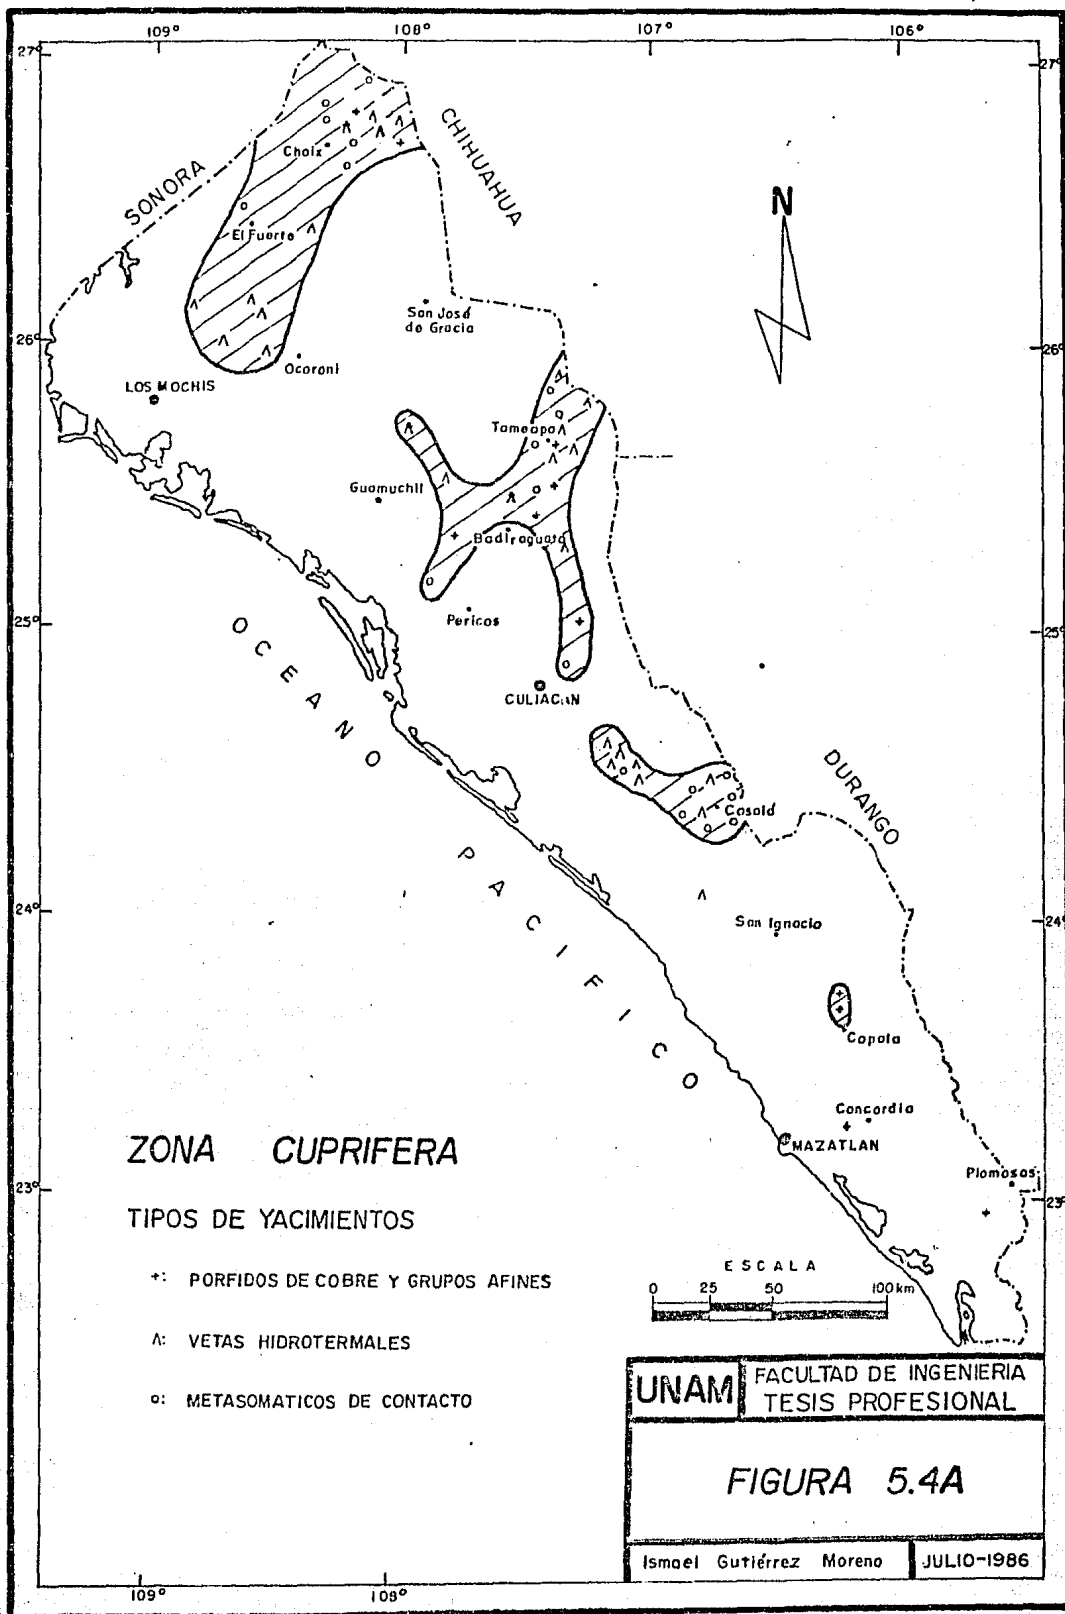 109° 108° 107° 106°
27° 27°
SONORA
CHIHUAHUA
N
Choix
El Fuerte
San José
de Gracia
26° 26°
Ocoroni
LOS MOCHIS
Tameapa
Guamuchil
Badiraguato
Pericos
25° 25°
CULIACAN
OCEANO PACIFICO
DURANGO
Cosalá
24° 24°
San Ignacio
Copala
Concordia
MAZATLAN
Plomosas
23° 23°
ZONA CUPRIFERA
TIPOS DE YACIMIENTOS
+: PORFIDOS DE COBRE Y GRUPOS AFINES
∧: VETAS HIDROTERMALES
o: METASOMATICOS DE CONTACTO
ESCALA
0 25 50 100 km
UNAM
FACULTAD DE INGENIERIA
TESIS PROFESIONAL
FIGURA 5.4A
Ismael Gutiérrez Moreno JULIO-1986
109° 108°